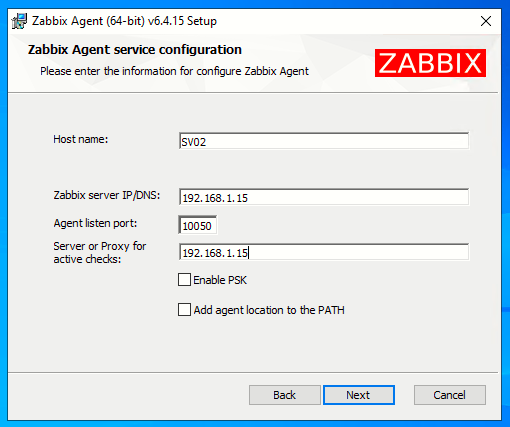 Zabbix Agent (64-bit) v6.4.15 Setup
Zabbix Agent service configuration
Please enter the information for configure Zabbix Agent
ZABBIX
Host name:
SV02
Zabbix server IP/DNS:
192.168.1.15
Agent listen port:
10050
Server or Proxy for
active checks:
192.168.1.15
Enable PSK
Add agent location to the PATH
Back
Next
Cancel